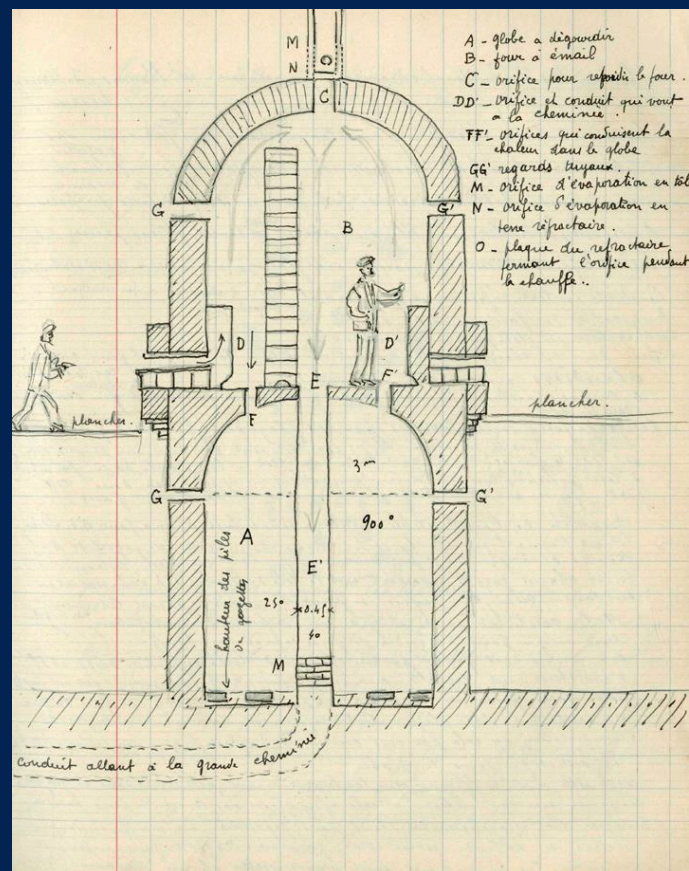 A - globe à dégourdir
B - four à émail
C - orifice pour refroidir le four.
DD' - orifice et conduit qui vont
à la cheminée.
FF' - orifices qui conduisent la
chaleur dans le globe
GG' regards tuyaux.
M - orifice d'évaporation en tôle
N - orifice d'évaporation en
terre réfractaire.
O - plaque du refractaire
fermant l'orifice pendant
la chauffe..
M
N
O
C
G
G'
B
D
D'
E
F'
F
plancher.
plancher.
3m
G
G'
A
900°
hauteur des piles
de gazettes
E'
250
0.45
40
M
conduit allant à la grande cheminée